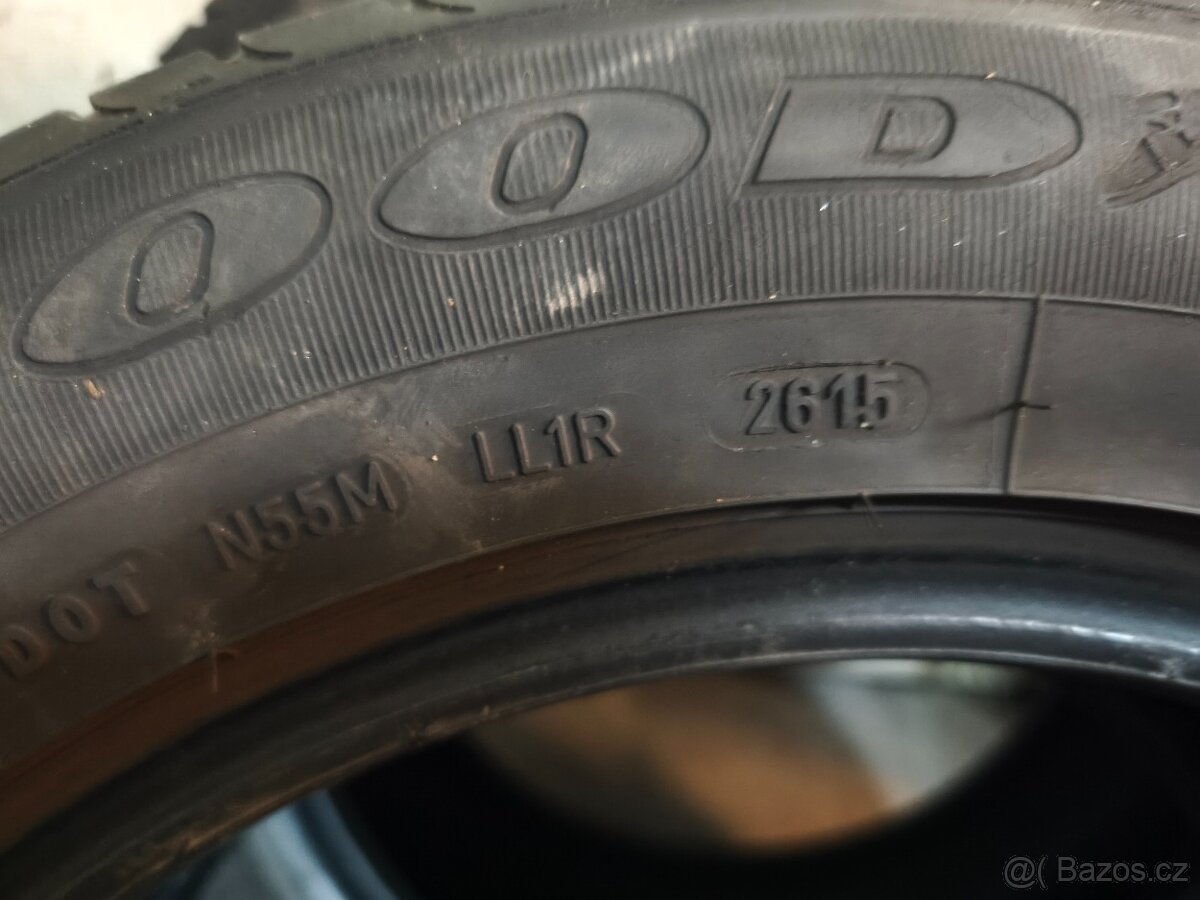 OOD
DOT N55M LL1R 2615
@( Bazos.cz